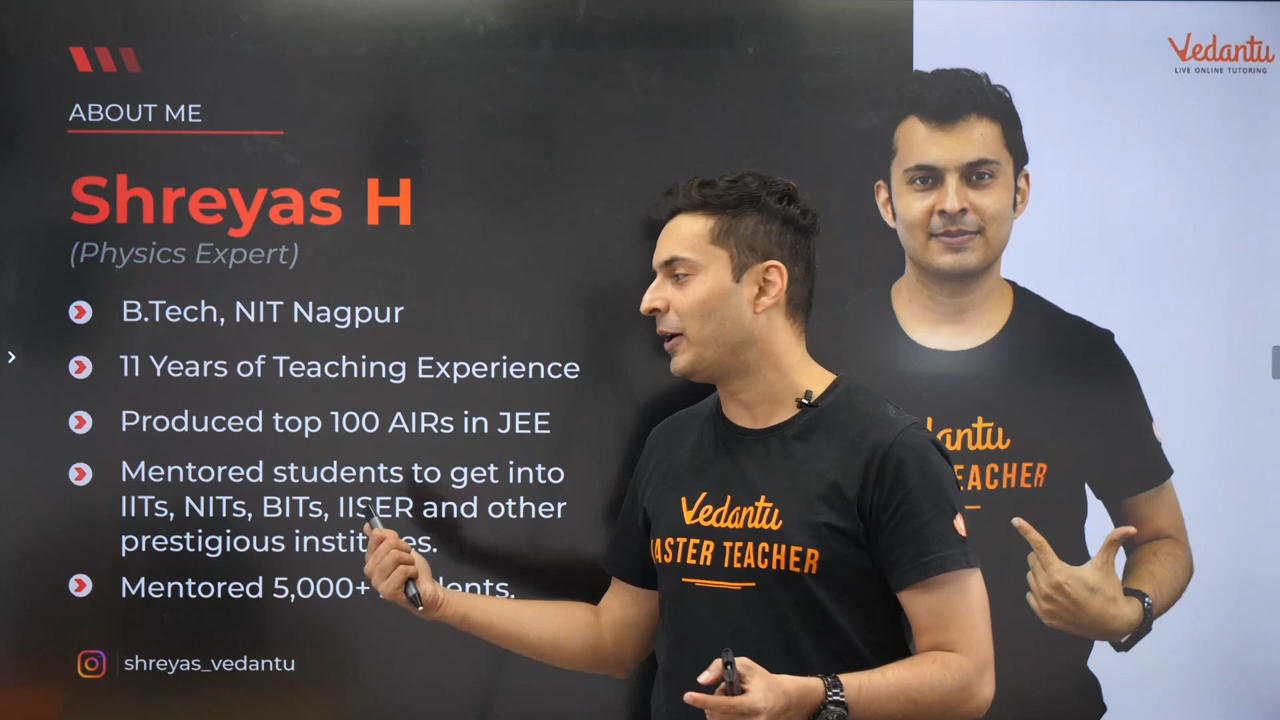 Vedantu
LIVE ONLINE TUTORING
ABOUT ME
Shreyas H
(Physics Expert)
B.Tech, NIT Nagpur
11 Years of Teaching Experience
Produced top 100 AIRs in JEE
Mentored students to get into
IITs, NITs, BITs, IISER and other
prestigious
Mentored 5,000+
shreyas_vedantu
Vedantu
MASTER TEACHER